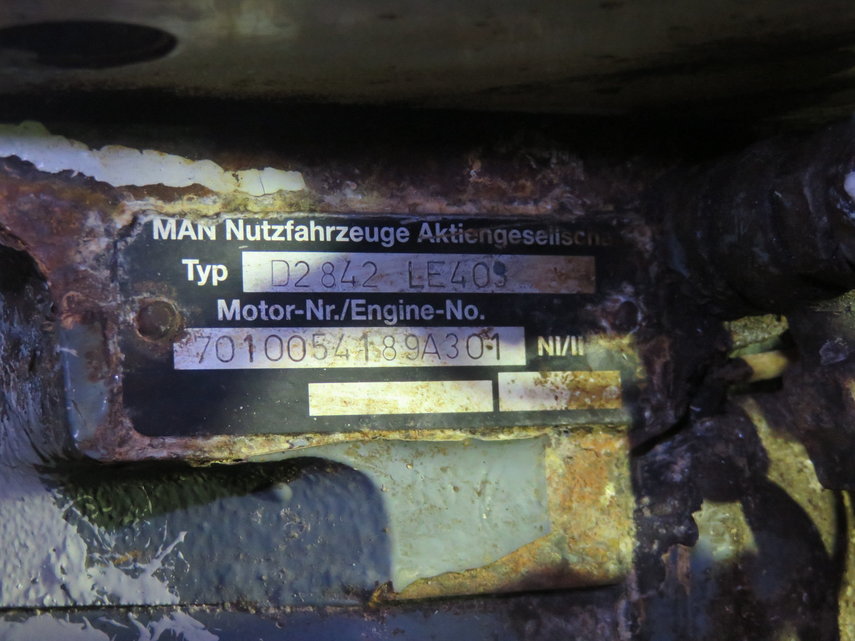 MAN Nutzfahrzeuge Aktiengesellscha
Typ D2842 LE403
Motor-Nr./Engine-No.
7010054189A301 NI/II